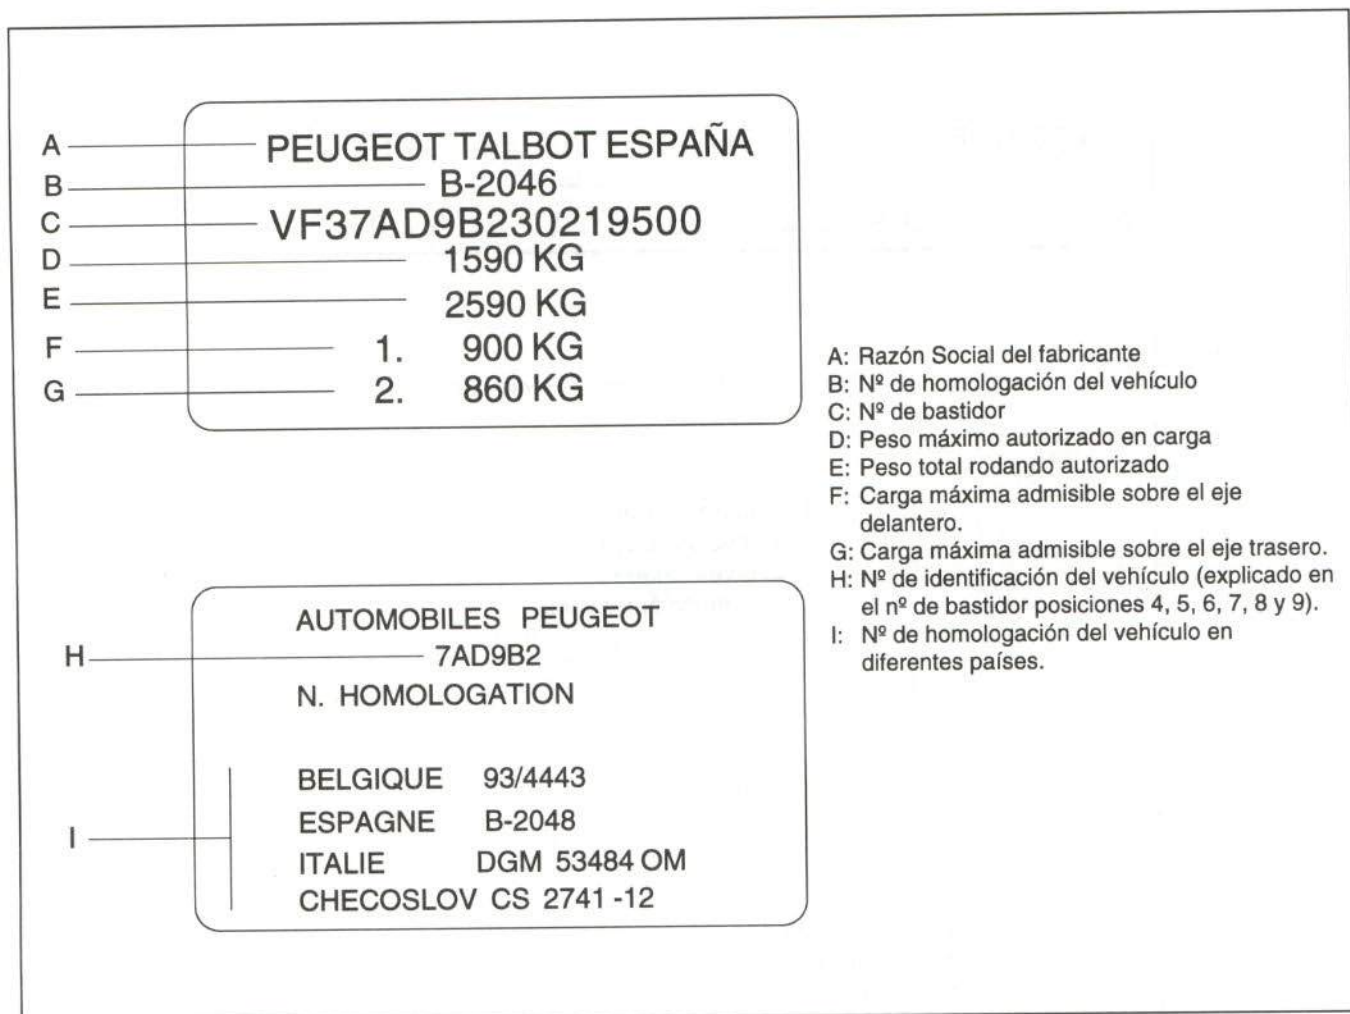 A PEUGEOT TALBOT ESPAÑA
B B-2046
C VF37AD9B230219500
D 1590 KG
E 2590 KG
F 1. 900 KG
G 2. 860 KG
A: Razón Social del fabricante
B: Nº de homologación del vehículo
C: Nº de bastidor
D: Peso máximo autorizado en carga
E: Peso total rodando autorizado
F: Carga máxima admisible sobre el eje
delantero.
G: Carga máxima admisible sobre el eje trasero.
H: Nº de identificación del vehículo (explicado en
el nº de bastidor posiciones 4, 5, 6, 7, 8 y 9).
I: Nº de homologación del vehículo en
diferentes países.
AUTOMOBILES PEUGEOT
H 7AD9B2
N. HOMOLOGATION
BELGIQUE 93/4443
ESPAGNE B-2048
I
ITALIE DGM 53484 OM
CHECOSLOV CS 2741 -12